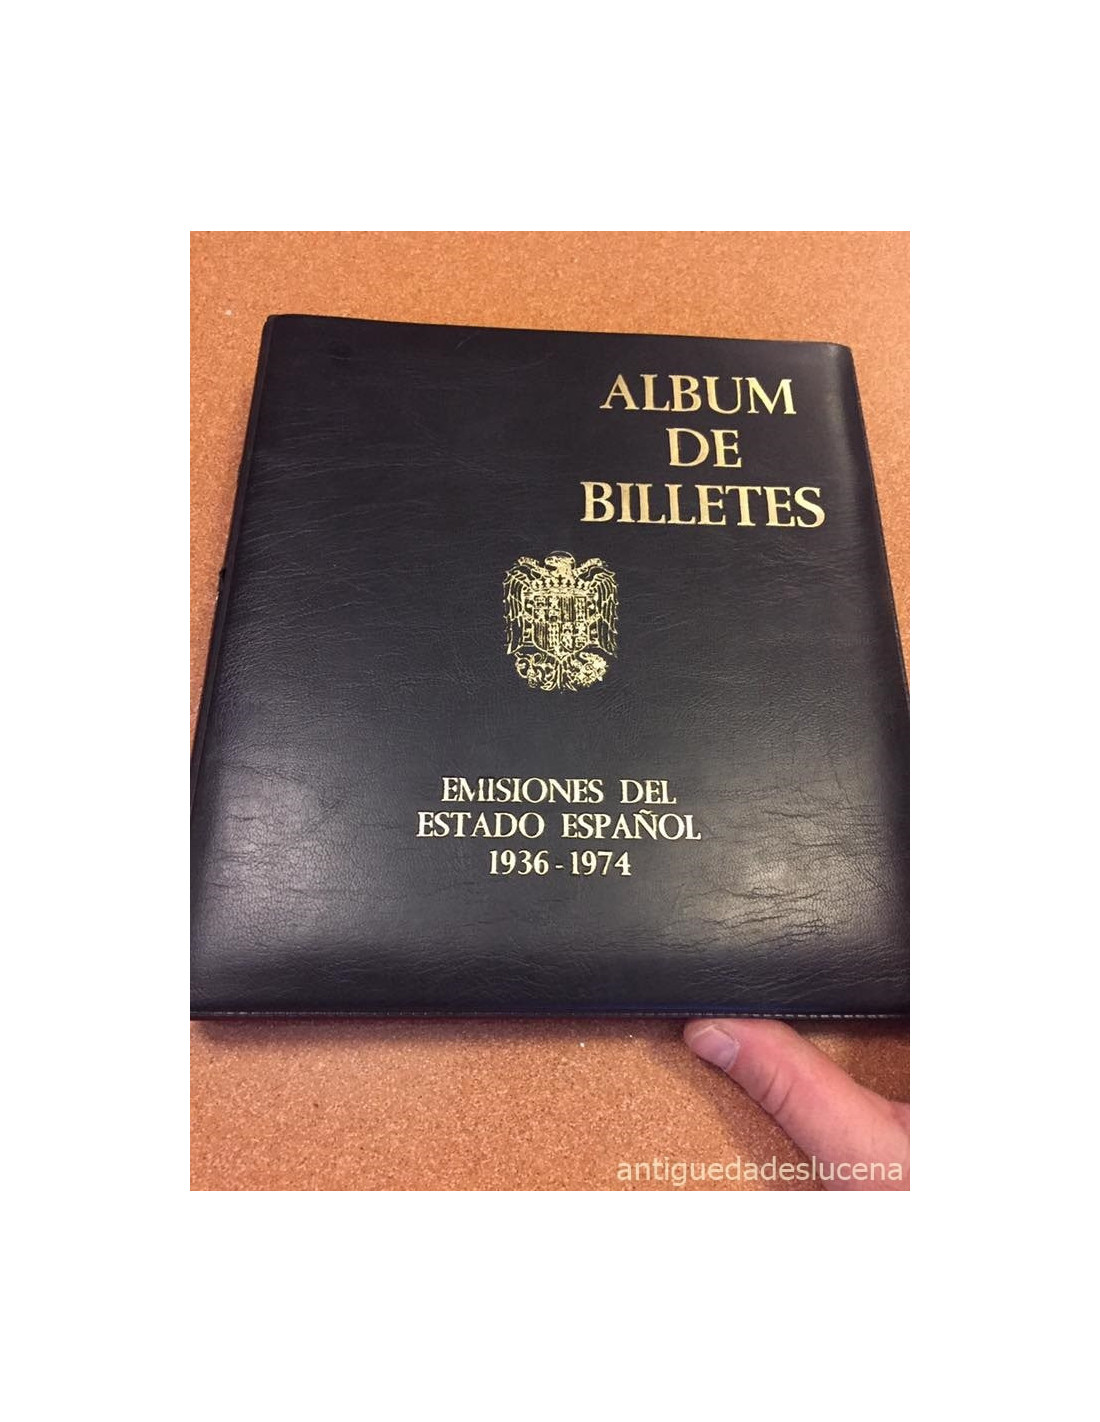 ALBUM
DE
BILLETES
EMISIONES DEL
ESTADO ESPAÑOL
1936-1974
antiguedadeslucena